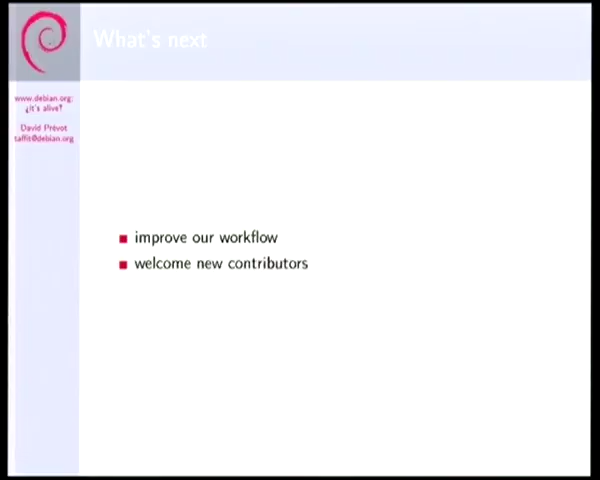 What's next
www.debian.org:
¿it's alive?
David Prévot
taffit@debian.org
improve our workflow
welcome new contributors